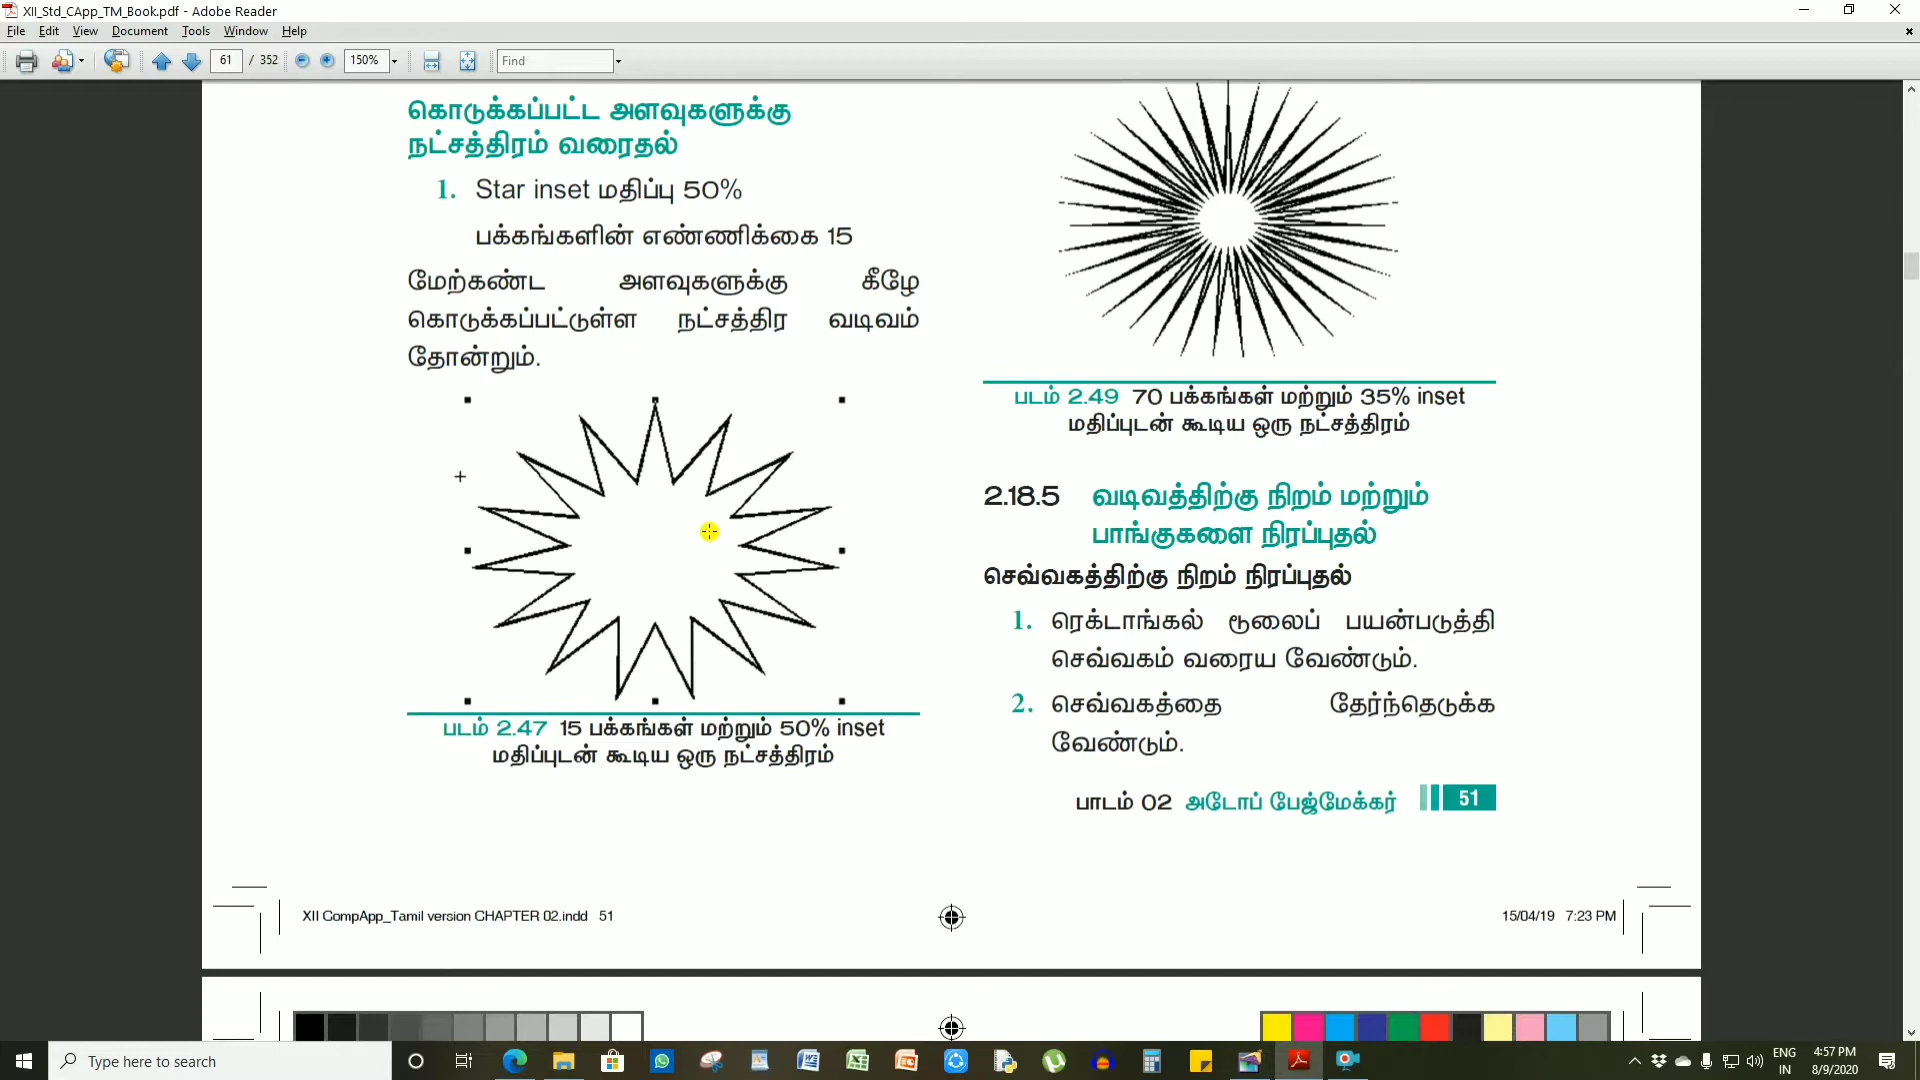 XII_Std_CApp_TM_Book.pdf - Adobe Reader
File Edit View Document Tools Window Help
61 / 352 150% Find
கொடுக்கப்பட்ட அளவுகளுக்கு
நட்சத்திரம் வரைதல்
1. Star inset மதிப்பு 50%
பக்கங்களின் எண்ணிக்கை 15
மேற்கண்ட அளவுகளுக்கு கீழே
கொடுக்கப்பட்டுள்ள நட்சத்திர வடிவம்
தோன்றும்.
படம் 2.47 15 பக்கங்கள் மற்றும் 50% inset
மதிப்புடன் கூடிய ஒரு நட்சத்திரம்
படம் 2.49 70 பக்கங்கள் மற்றும் 35% inset
மதிப்புடன் கூடிய ஒரு நட்சத்திரம்
2.18.5 வடிவத்திற்கு நிறம் மற்றும்
பாங்குகளை நிரப்புதல்
செவ்வகத்திற்கு நிறம் நிரப்புதல்
1. ரெக்டாங்கல் டூலைப் பயன்படுத்தி
செவ்வகம் வரைய வேண்டும்.
2. செவ்வகத்தை தேர்ந்தெடுக்க
வேண்டும்.
பாடம் 02 அடோப் பேஜ்மேக்கர் 51
XII CompApp_Tamil version CHAPTER 02.indd 51
15/04/19 7:23 PM
Type here to search
ENG
IN
4:57 PM
8/9/2020